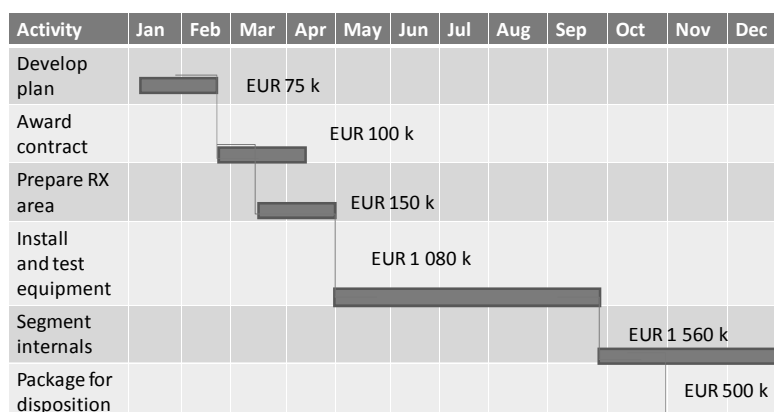 Activity Jan Feb Mar Apr May Jun Jul Aug Sep Oct Nov Dec
Develop
plan
EUR 75 k
Award
contract
EUR 100 k
Prepare RX
area
EUR 150 k
Install
and test
equipment
EUR 1 080 k
Segment
internals
EUR 1 560 k
Package for
disposition
EUR 500 k